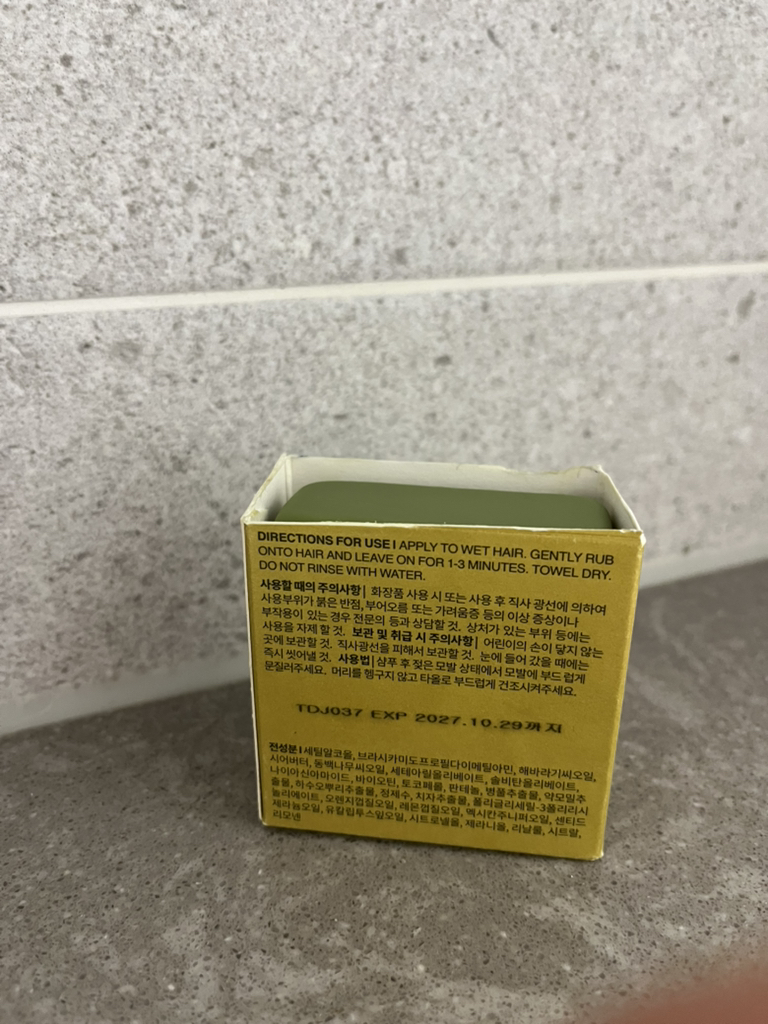 DIRECTIONS FOR USE | APPLY TO WET HAIR. GENTLY RUB
ONTO HAIR AND LEAVE ON FOR 1-3 MINUTES. TOWEL DRY.
DO NOT RINSE WITH WATER.
사용할 때의 주의사항 | 화장품 사용 시 또는 사용 후 직사 광선에 의하여
사용부위가 붉은 반점, 부어오름 또는 가려움증 등의 이상 증상이나
부작용이 있는 경우 전문의 등과 상담할 것. 상처가 있는 부위 등에는
사용을 자제 할 것. 보관 및 취급 시 주의사항 | 어린이의 손이 닿지 않는
곳에 보관할 것. 직사광선을 피해서 보관할 것. 눈에 들어 갔을 때에는
즉시 씻어낼 것. 사용법 | 샴푸 후 젖은 모발 상태에서 모발에 부드럽게
문질러주세요. 머리를 헹구지 않고 타올로 부드럽게 건조시켜주세요.
TDJ037 EXP 2027.10.29까지
전성분 | 세틸알코올, 브라시카미도프로필다이메틸아민, 해바라기씨오일,
시어버터, 동백나무씨오일, 세테아릴올리베이트, 솔비탄올리베이트,
나이아신아마이드, 바이오틴, 토코페롤, 판테놀, 병풀추출물, 약모밀추
출물, 하수오뿌리추출물, 정제수, 치자추출물, 폴리글리세릴-3폴리리시
놀리에이트, 오렌지껍질오일, 레몬껍질오일, 멕시칸주니퍼오일, 센티드
제라늄오일, 유칼립투스잎오일, 시트로넬올, 제라니올, 리날룰, 시트랄,
리모넨